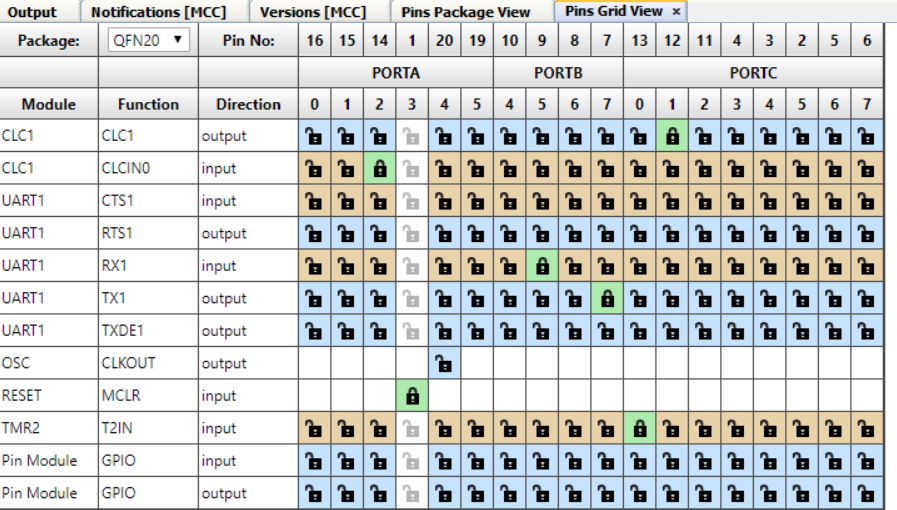 Output Notifications [MCC] Versions [MCC] Pins Package View Pins Grid View ×
Package: QFN20 ▼ Pin No: 16 15 14 1 20 19 10 9 8 7 13 12 11 4 3 2 5 6
PORTA PORTB PORTC
Module Function Direction 0 1 2 3 4 5 4 5 6 7 0 1 2 3 4 5 6 7
CLC1 CLC1 output
CLC1 CLCIN0 input
UART1 CTS1 input
UART1 RTS1 output
UART1 RX1 input
UART1 TX1 output
UART1 TXDE1 output
OSC CLKOUT output
RESET MCLR input
TMR2 T2IN input
Pin Module GPIO input
Pin Module GPIO output